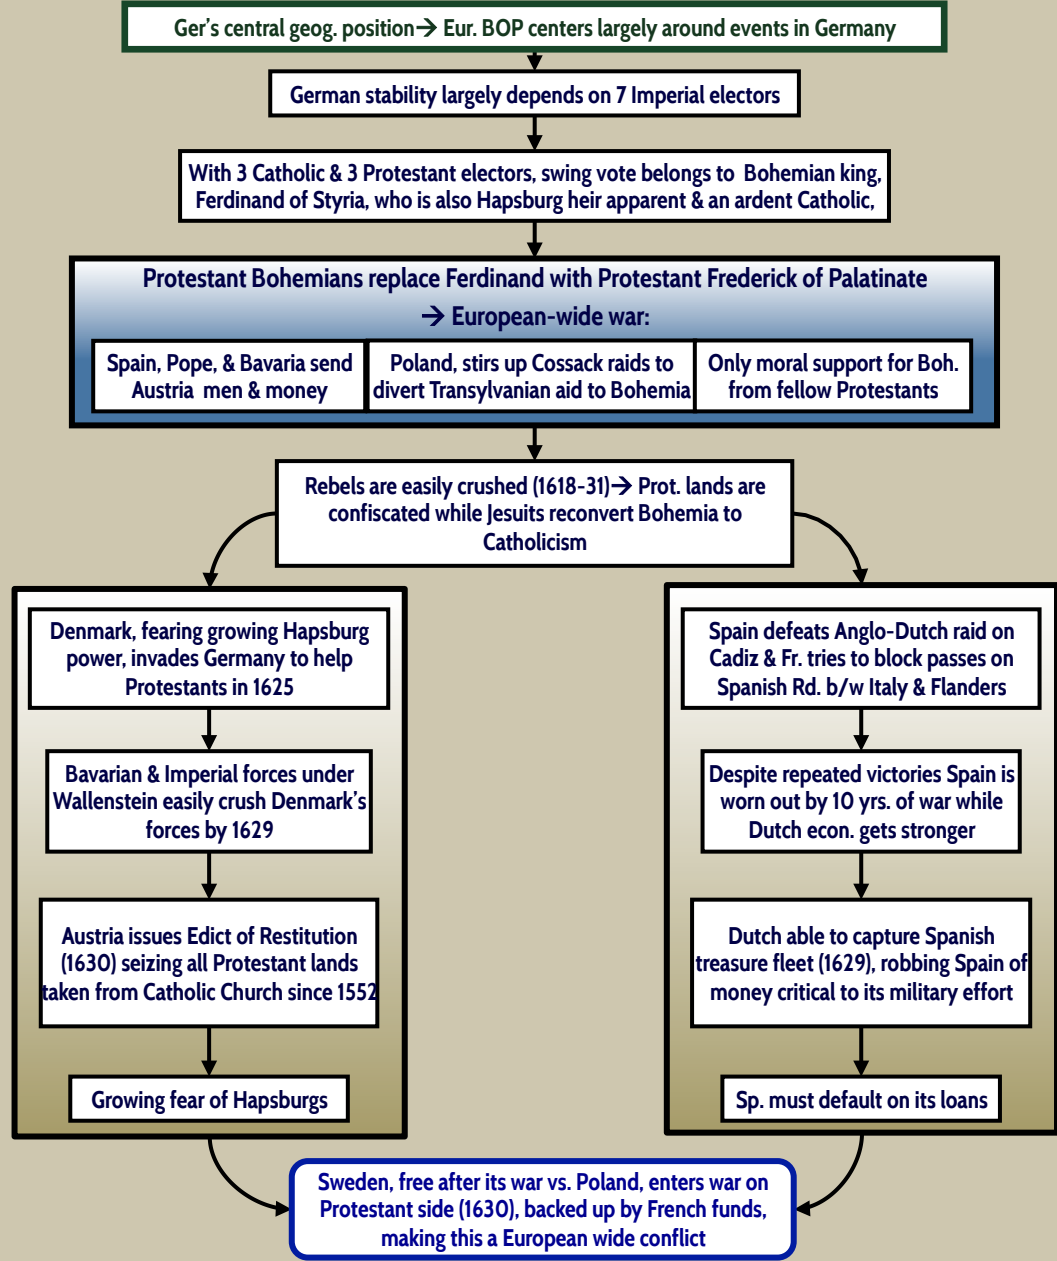 Ger's central geog. position→ Eur. BOP centers largely around events in Germany
German stability largely depends on 7 Imperial electors
With 3 Catholic & 3 Protestant electors, swing vote belongs to Bohemian king,
Ferdinand of Styria, who is also Hapsburg heir apparent & an ardent Catholic,
Protestant Bohemians replace Ferdinand with Protestant Frederick of Palatinate
→ European-wide war:
Spain, Pope, & Bavaria send
Austria men & money
Poland, stirs up Cossack raids to
divert Transylvanian aid to Bohemia
Only moral support for Boh.
from fellow Protestants
Rebels are easily crushed (1618-31)→ Prot. lands are
confiscated while Jesuits reconvert Bohemia to
Catholicism
Denmark, fearing growing Hapsburg
power, invades Germany to help
Protestants in 1625
Bavarian & Imperial forces under
Wallenstein easily crush Denmark's
forces by 1629
Austria issues Edict of Restitution
(1630) seizing all Protestant lands
taken from Catholic Church since 1552
Growing fear of Hapsburgs
Spain defeats Anglo-Dutch raid on
Cadiz & Fr. tries to block passes on
Spanish Rd. b/w Italy & Flanders
Despite repeated victories Spain is
worn out by 10 yrs. of war while
Dutch econ. gets stronger
Dutch able to capture Spanish
treasure fleet (1629), robbing Spain of
money critical to its military effort
Sp. must default on its loans
Sweden, free after its war vs. Poland, enters war on
Protestant side (1630), backed up by French funds,
making this a European wide conflict